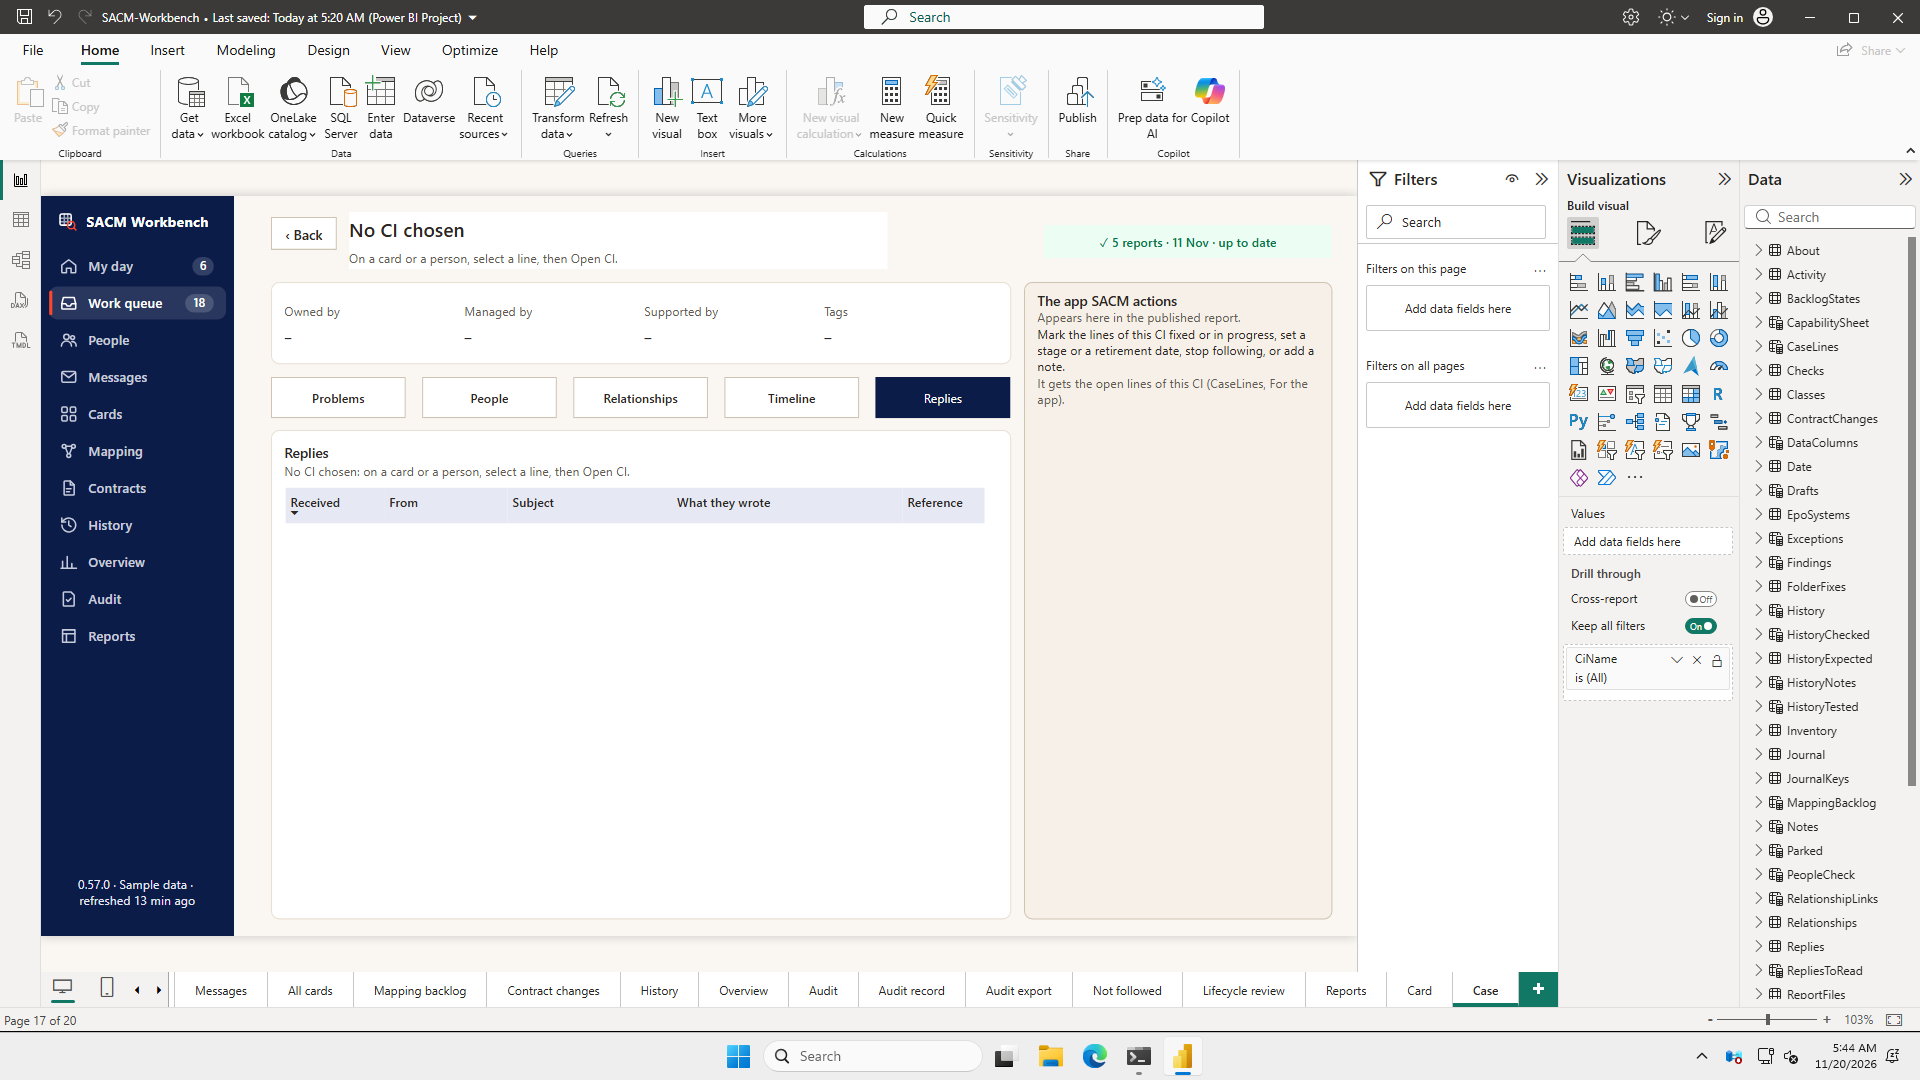 SACM-Workbench • Last saved: Today at 5:20 AM (Power BI Project)
Search
Sign in
File
Home
Insert
Modeling
Design
View
Optimize
Help
Share
Paste
Cut
Copy
Format painter
Clipboard
Get data
Excel workbook
OneLake catalog
SQL Server
Enter data
Dataverse
Recent sources
Data
Transform data
Refresh
Queries
New visual
Text box
More visuals
Insert
New visual calculation
New measure
Quick measure
Calculations
Sensitivity
Sensitivity
Publish
Share
Prep data for AI
Copilot
Copilot
DAX
TMDL
SACM Workbench
My day 6
Work queue 18
People
Messages
Cards
Mapping
Contracts
History
Overview
Audit
Reports
0.57.0 · Sample data ·
refreshed 13 min ago
‹ Back
No CI chosen
On a card or a person, select a line, then Open CI.
✓ 5 reports · 11 Nov · up to date
Owned by
–
Managed by
–
Supported by
–
Tags
–
Problems
People
Relationships
Timeline
Replies
Replies
No CI chosen: on a card or a person, select a line, then Open CI.
Received
From
Subject
What they wrote
Reference
The app SACM actions
Appears here in the published report.
Mark the lines of this CI fixed or in progress, set a
stage or a retirement date, stop following, or add a
note.
It gets the open lines of this CI (CaseLines, For the
app).
Filters
Search
Filters on this page
Add data fields here
Filters on all pages
Add data fields here
Visualizations
Build visual
R
Py
123
Values
Add data fields here
Drill through
Cross-report
Off
Keep all filters
On
CiName
is (All)
Data
Search
About
Activity
BacklogStates
CapabilitySheet
CaseLines
Checks
Classes
ContractChanges
DataColumns
Date
Drafts
EpoSystems
Exceptions
Findings
FolderFixes
History
HistoryChecked
HistoryExpected
HistoryNotes
HistoryTested
Inventory
Journal
JournalKeys
MappingBacklog
Notes
Parked
PeopleCheck
RelationshipLinks
Relationships
Replies
RepliesToRead
ReportFiles
Messages
All cards
Mapping backlog
Contract changes
History
Overview
Audit
Audit record
Audit export
Not followed
Lifecycle review
Reports
Card
Case
+
Page 17 of 20
- + 103%
Search
5:44 AM
11/20/2026